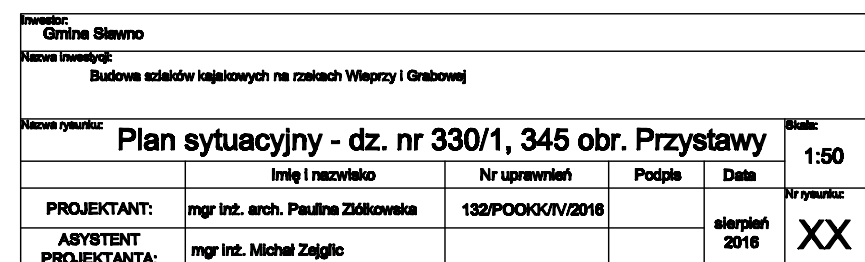 Inwestor:
Gmina Sławno
Nazwa inwestycji:
Budowa szlaków kajakowych na rzekach Wieprzy i Grabowej
Nazwa rysunku:
Plan sytuacyjny - dz. nr 330/1, 345 obr. Przystawy
Skala:
1:50
Imię i nazwisko Nr uprawnień Podpis Data
Nr rysunku:
PROJEKTANT: mgr inż. arch. Paulina Ziółkowska 132/POOKK/IV/2016
sierpień
2016
XX
ASYSTENT
PROJEKTANTA:
mgr inż. Michał Zejglic